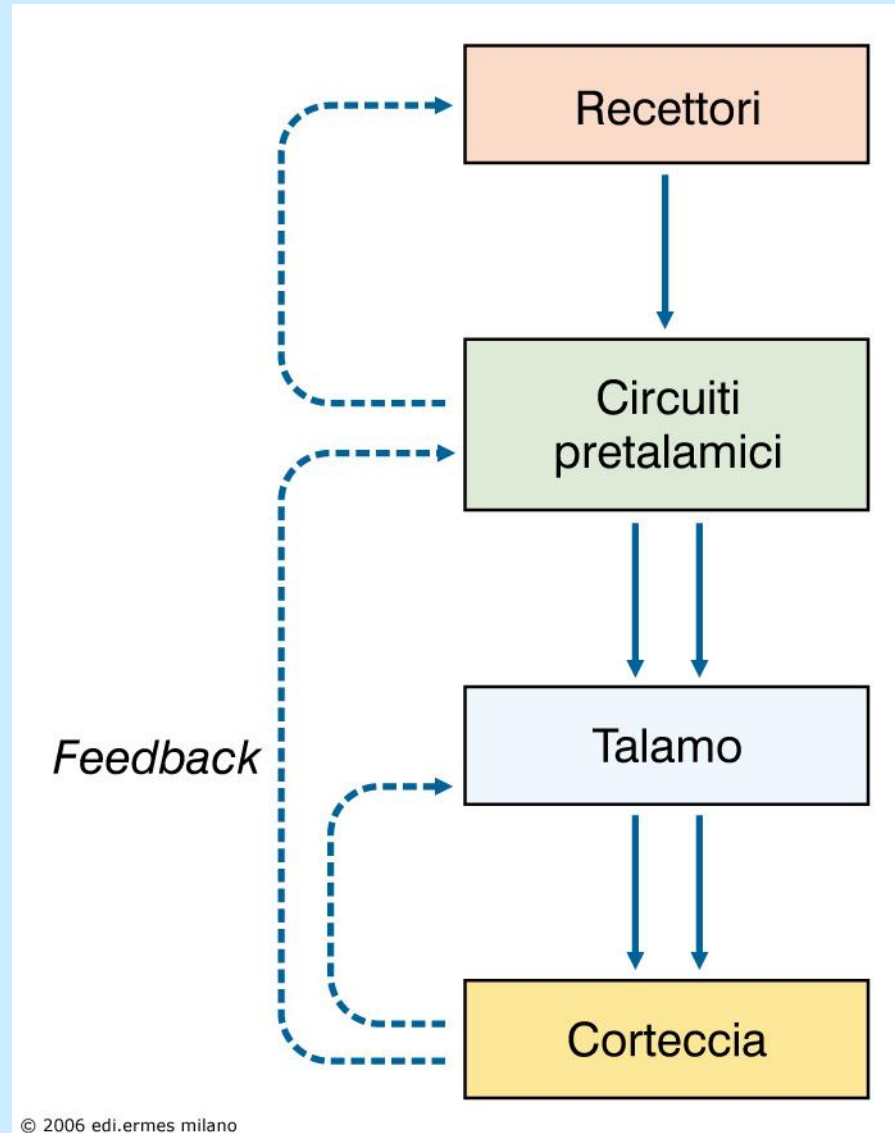 Recettori
Circuiti
pretalamici
Talamo
Feedback
Corteccia
© 2006 edi.ermes milano